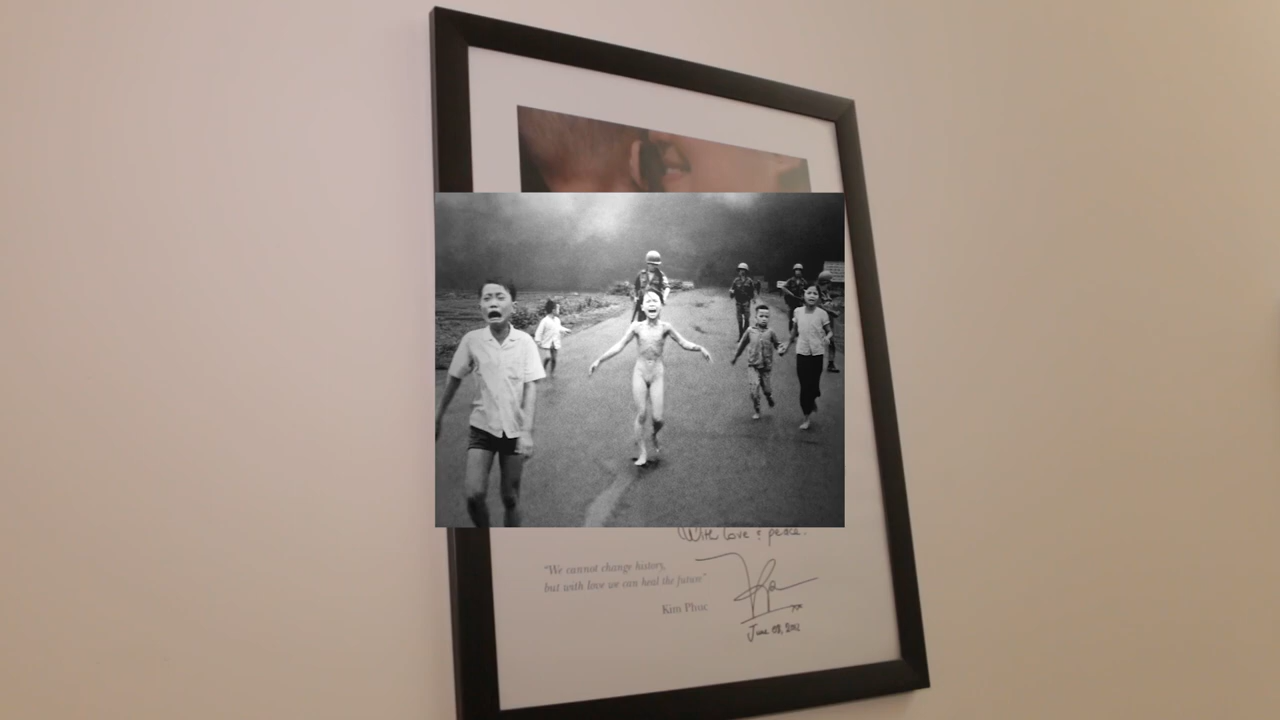 With love & peace.
"We cannot change history,
but with love we can heal the future"
Kim Phuc
June 08, 2012